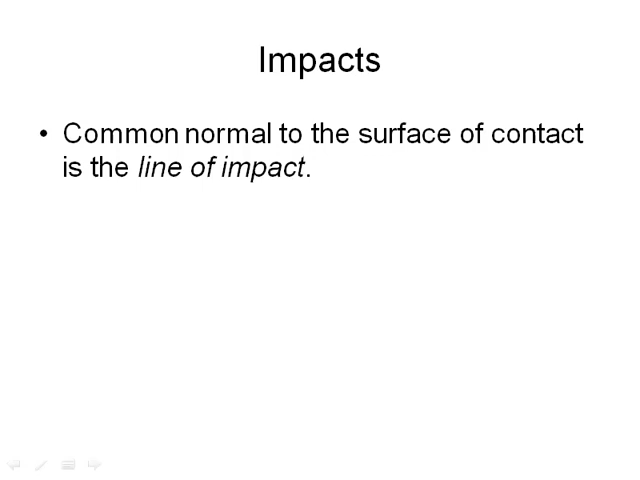 Impacts
• Common normal to the surface of contact
is the line of impact.